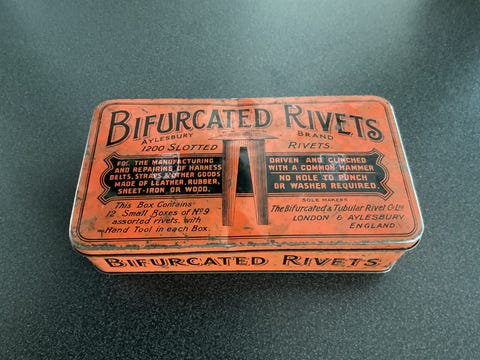 BIFURCATED RIVETS
AYLESBURY BRAND
1200 SLOTTED RIVETS.
FOR THE MANUFACTURING
AND REPAIRING OF HARNESS
BELTS, STRAPS & OTHER GOODS
MADE OF LEATHER, RUBBER,
SHEET-IRON OR WOOD.
DRIVEN AND CLINCHED
WITH A COMMON HAMMER
NO HOLE TO PUNCH
OR WASHER REQUIRED
This Box Contains
12 Small Boxes of No 9
assorted rivets, with
Hand Tool in each Box.
SOLE MAKERS
The Bifurcated & Tubular Rivet Co Ltd
LONDON & AYLESBURY
ENGLAND.
BIFURCATED RIVETS